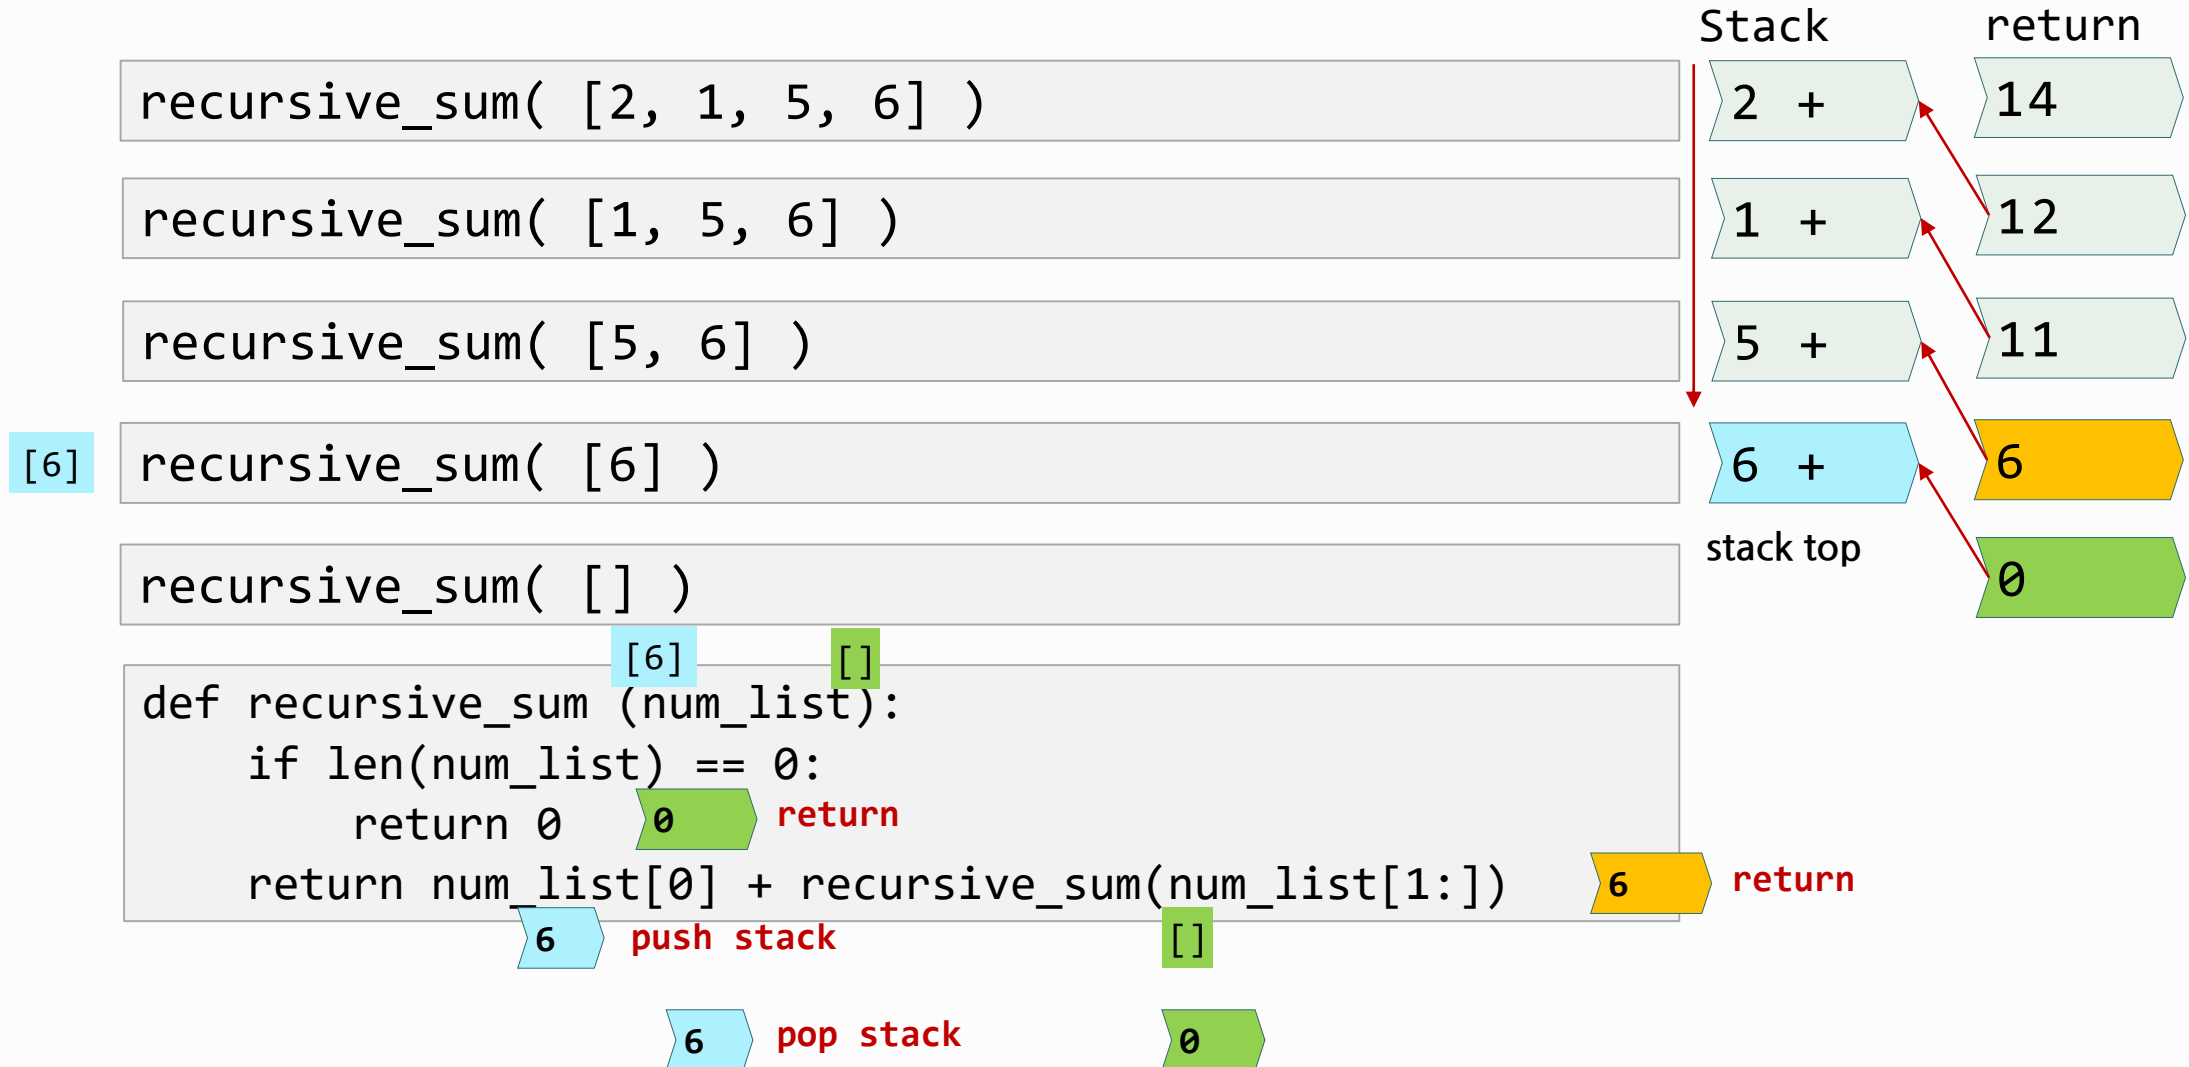 Stack return
recursive_sum( [2, 1, 5, 6] ) 2 + 14
recursive_sum( [1, 5, 6] ) 1 + 12
recursive_sum( [5, 6] ) 5 + 11
[6] recursive_sum( [6] ) 6 + 6
stack top
recursive_sum( [] ) 0
[6] []
def recursive_sum (num_list):
if len(num_list) == 0:
return 0 0 return
return num_list[0] + recursive_sum(num_list[1:]) 6 return
6 push stack []
6 pop stack 0